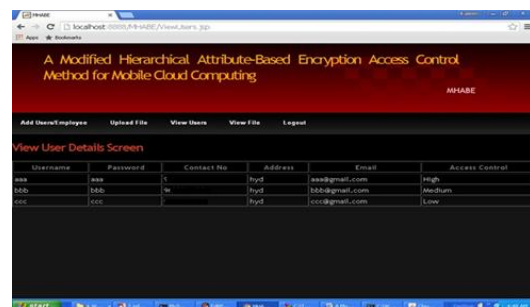 MHABE
localhost:8888/MHABE/ViewUsers.jsp
Apps Bookmarks
A Modified Hierarchical Attribute-Based Encryption Access Control
Method for Mobile Cloud Computing
MHABE
Add Users/Employee Upload File View Users View File Logout
View User Details Screen
Username Password Contact No Address Email Access Control
aaa aaa hyd aaa@gmail.com High
bbb bbb hyd bbb@gmail.com Medium
ccc ccc hyd ccc@gmail.com Low
start